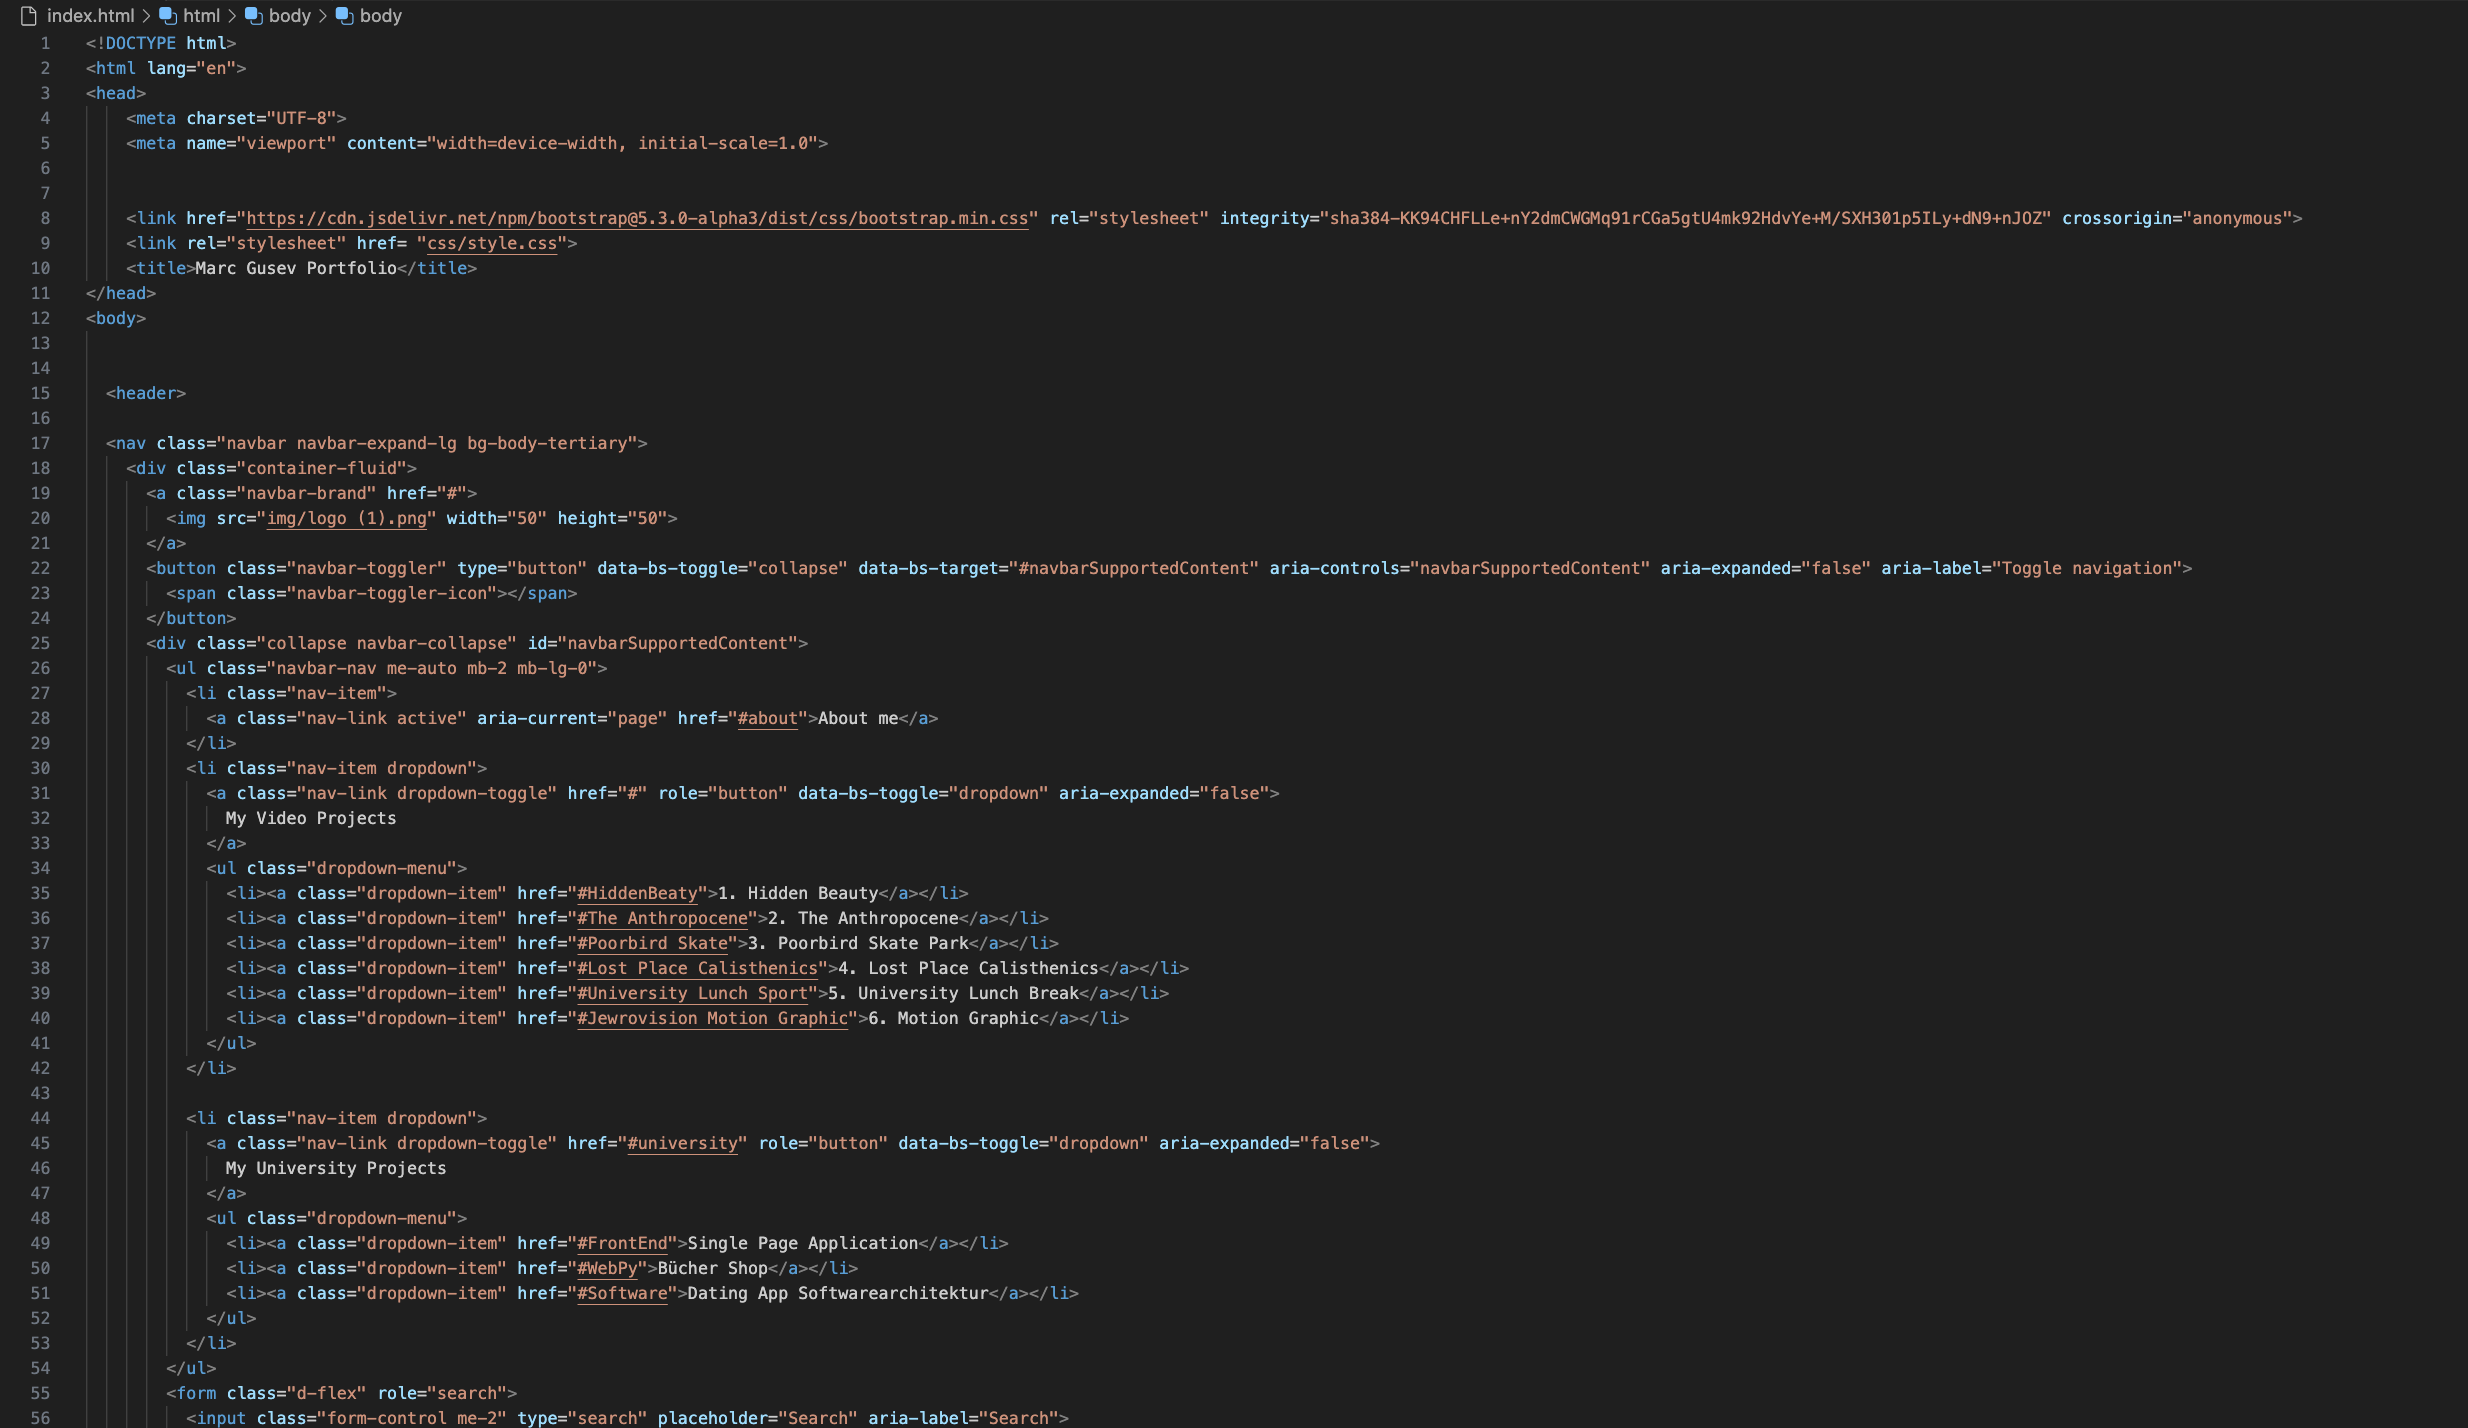 index.html > html > body > body
1 <!DOCTYPE html>
2 <html lang="en">
3 <head>
4 <meta charset="UTF-8">
5 <meta name="viewport" content="width=device-width, initial-scale=1.0">
6
7
8 <link href="https://cdn.jsdelivr.net/npm/bootstrap@5.3.0-alpha3/dist/css/bootstrap.min.css" rel="stylesheet" integrity="sha384-KK94CHFLLe+nY2dmCWGMq91rCGa5gtU4mk92HdvYe+M/SXH301p5ILy+dN9+nJOZ" crossorigin="anonymous">
9 <link rel="stylesheet" href= "css/style.css">
10 <title>Marc Gusev Portfolio</title>
11 </head>
12 <body>
13
14
15 <header>
16
17 <nav class="navbar navbar-expand-lg bg-body-tertiary">
18 <div class="container-fluid">
19 <a class="navbar-brand" href="#">
20 <img src="img/logo (1).png" width="50" height="50">
21 </a>
22 <button class="navbar-toggler" type="button" data-bs-toggle="collapse" data-bs-target="#navbarSupportedContent" aria-controls="navbarSupportedContent" aria-expanded="false" aria-label="Toggle navigation">
23 <span class="navbar-toggler-icon"></span>
24 </button>
25 <div class="collapse navbar-collapse" id="navbarSupportedContent">
26 <ul class="navbar-nav me-auto mb-2 mb-lg-0">
27 <li class="nav-item">
28 <a class="nav-link active" aria-current="page" href="#about">About me</a>
29 </li>
30 <li class="nav-item dropdown">
31 <a class="nav-link dropdown-toggle" href="#" role="button" data-bs-toggle="dropdown" aria-expanded="false">
32 My Video Projects
33 </a>
34 <ul class="dropdown-menu">
35 <li><a class="dropdown-item" href="#HiddenBeaty">1. Hidden Beauty</a></li>
36 <li><a class="dropdown-item" href="#The Anthropocene">2. The Anthropocene</a></li>
37 <li><a class="dropdown-item" href="#Poorbird Skate">3. Poorbird Skate Park</a></li>
38 <li><a class="dropdown-item" href="#Lost Place Calisthenics">4. Lost Place Calisthenics</a></li>
39 <li><a class="dropdown-item" href="#University Lunch Sport">5. University Lunch Break</a></li>
40 <li><a class="dropdown-item" href="#Jewrovision Motion Graphic">6. Motion Graphic</a></li>
41 </ul>
42 </li>
43
44 <li class="nav-item dropdown">
45 <a class="nav-link dropdown-toggle" href="#university" role="button" data-bs-toggle="dropdown" aria-expanded="false">
46 My University Projects
47 </a>
48 <ul class="dropdown-menu">
49 <li><a class="dropdown-item" href="#FrontEnd">Single Page Application</a></li>
50 <li><a class="dropdown-item" href="#WebPy">Bücher Shop</a></li>
51 <li><a class="dropdown-item" href="#Software">Dating App Softwarearchitektur</a></li>
52 </ul>
53 </li>
54 </ul>
55 <form class="d-flex" role="search">
56 <input class="form-control me-2" type="search" placeholder="Search" aria-label="Search">